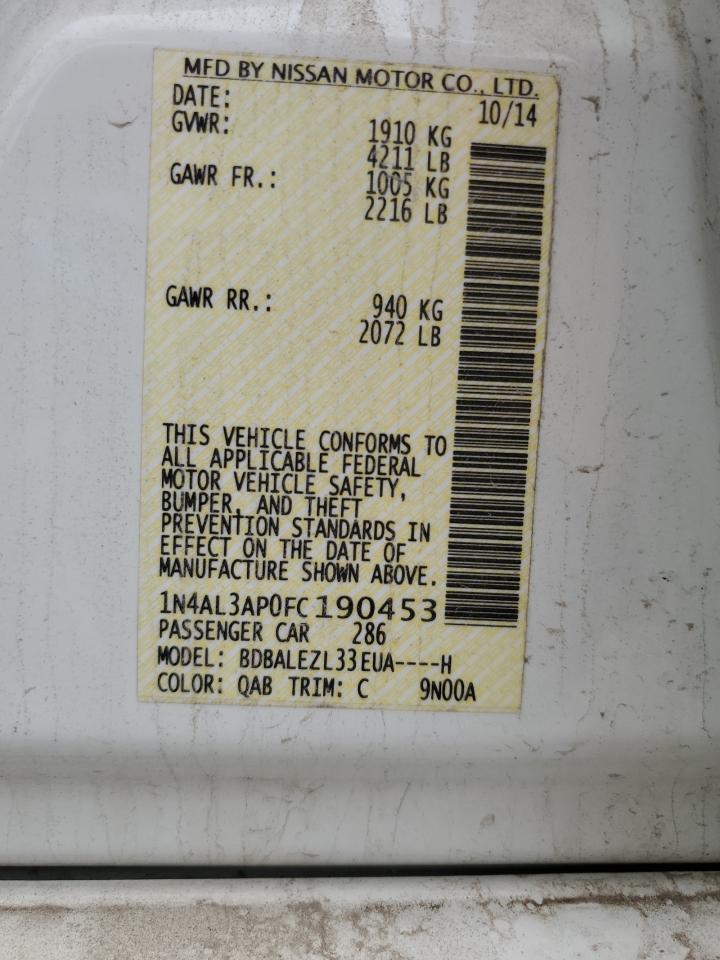 MFD BY NISSAN MOTOR CO., LTD.
DATE: 10/14
GVWR: 1910 KG
4211 LB
GAWR FR.: 1005 KG
2216 LB
GAWR RR.: 940 KG
2072 LB
THIS VEHICLE CONFORMS TO
ALL APPLICABLE FEDERAL
MOTOR VEHICLE SAFETY,
BUMPER, AND THEFT
PREVENTION STANDARDS IN
EFFECT ON THE DATE OF
MANUFACTURE SHOWN ABOVE.
1N4AL3AP0FC190453
PASSENGER CAR 286
MODEL: BDBALEZL33EUA----H
COLOR: QAB TRIM: C 9N00A